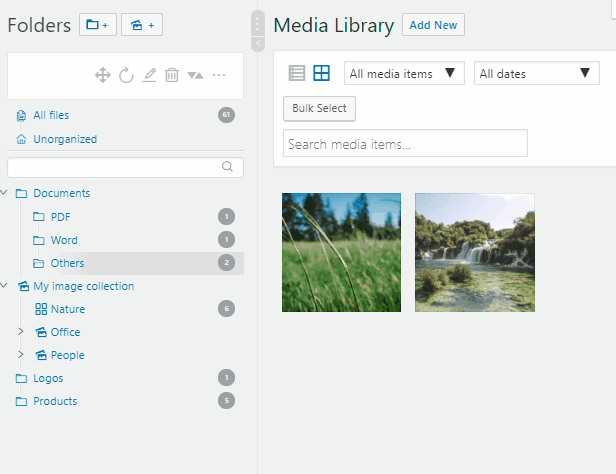 Folders
+
+
All files 61
Unorganized
Documents
PDF 1
Word 1
Others 2
My image collection
Nature 6
Office
People
Logos 1
Products 5
Media Library Add New
All media items
All dates
Bulk Select
Search media items...